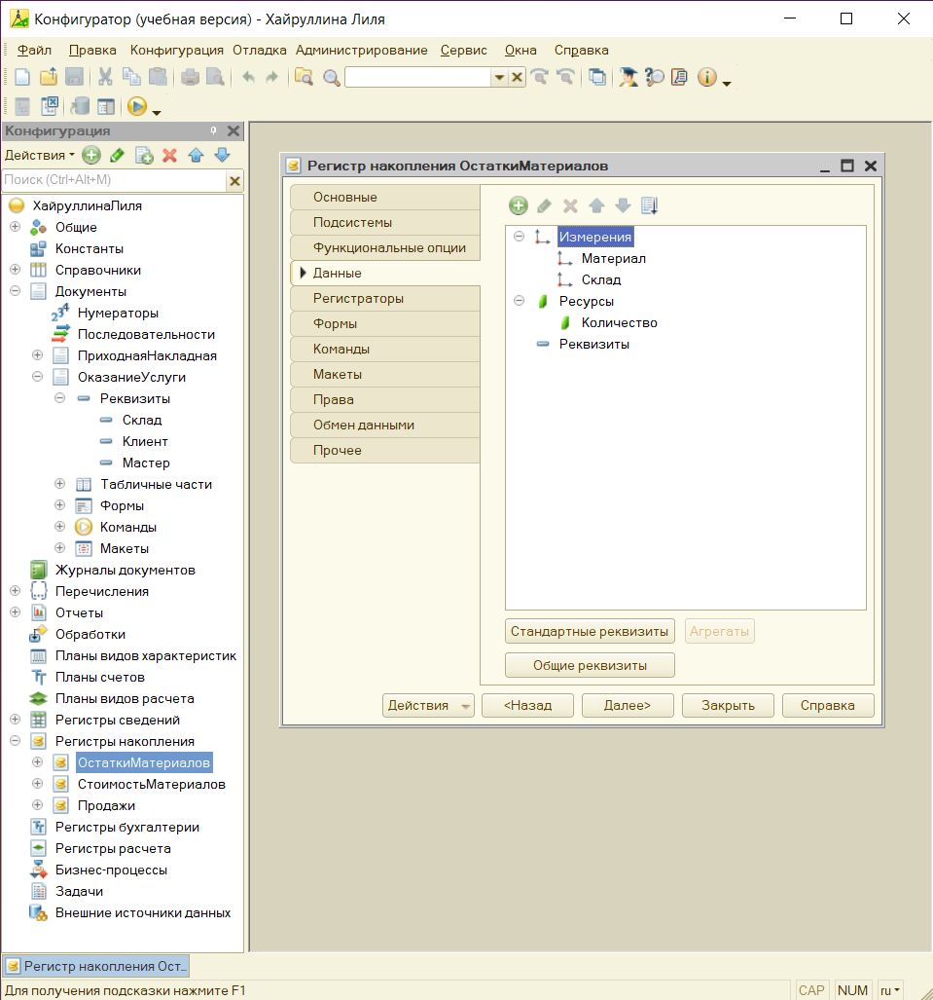 Конфигуратор (учебная версия) - Хайруллина Лиля
Файл Правка Конфигурация Отладка Администрирование Сервис Окна Справка
Конфигурация
Действия
Поиск (Ctrl+Alt+M)
ХайруллинаЛиля
Общие
Константы
Справочники
Документы
Нумераторы
Последовательности
ПриходнаяНакладная
ОказаниеУслуги
Реквизиты
Склад
Клиент
Мастер
Табличные части
Формы
Команды
Макеты
Журналы документов
Перечисления
Отчеты
Обработки
Планы видов характеристик
Планы счетов
Планы видов расчета
Регистры сведений
Регистры накопления
ОстаткиМатериалов
СтоимостьМатериалов
Продажи
Регистры бухгалтерии
Регистры расчета
Бизнес-процессы
Задачи
Внешние источники данных
Регистр накопления ОстаткиМатериалов
Основные
Подсистемы
Функциональные опции
Данные
Регистраторы
Формы
Команды
Макеты
Права
Обмен данными
Прочее
Измерения
Материал
Склад
Ресурсы
Количество
Реквизиты
Стандартные реквизиты Агрегаты
Общие реквизиты
Действия <Назад Далее> Закрыть Справка
Регистр накопления Ост...
Для получения подсказки нажмите F1 CAP NUM ru